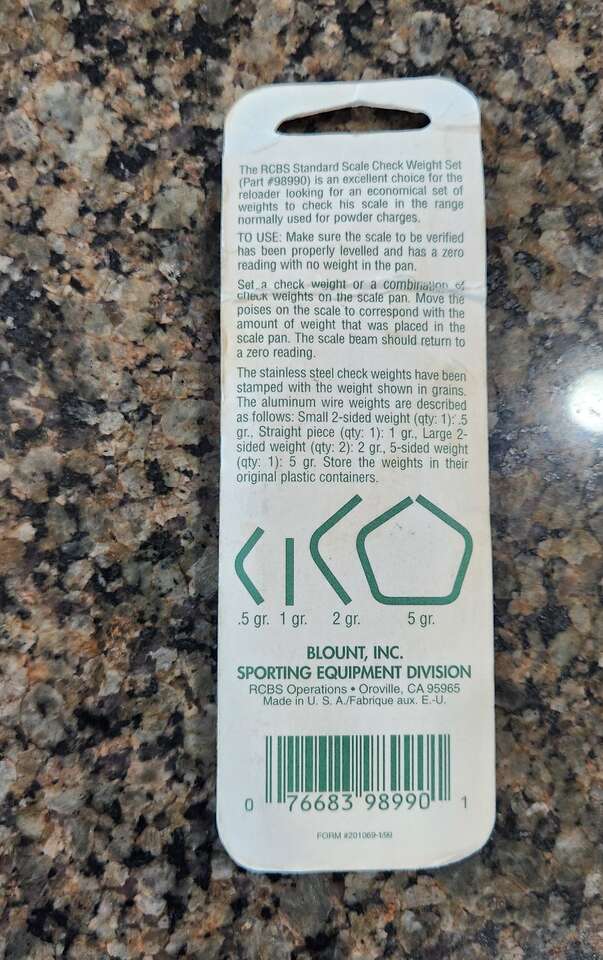 The RCBS Standard Scale Check Weight Set
(Part #98990) is an excellent choice for the
reloader looking for an economical set of
weights to check his scale in the range
normally used for powder charges.
TO USE: Make sure the scale to be verified
has been properly levelled and has a zero
reading with no weight in the pan.
Set a check weight or a combination of
check weights on the scale pan. Move the
poises on the scale to correspond with the
amount of weight that was placed in the
scale pan. The scale beam should return to
a zero reading.
The stainless steel check weights have been
stamped with the weight shown in grains.
The aluminum wire weights are described
as follows: Small 2-sided weight (qty: 1): .5
gr., Straight piece (qty: 1): 1 gr., Large 2-
sided weight (qty: 2): 2 gr., 5-sided weight
(qty: 1): 5 gr. Store the weights in their
original plastic containers.
.5 gr. 1 gr. 2 gr. 5 gr.
BLOUNT, INC.
SPORTING EQUIPMENT DIVISION
RCBS Operations • Oroville, CA 95965
Made in U. S. A./Fabrique aux. E.-U.
0 76683 98990 1
FORM #201069-1/99